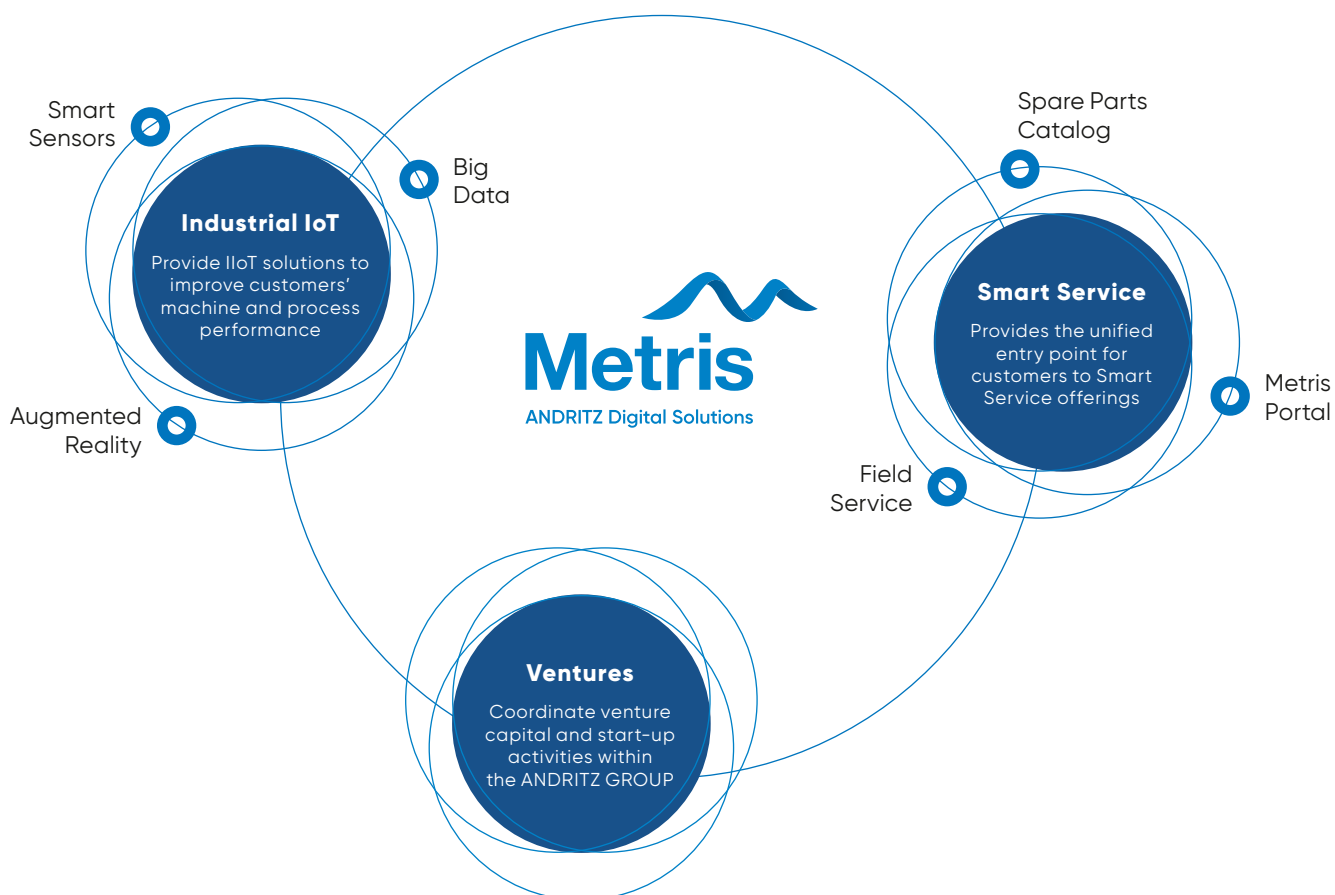 Smart
Sensors
Big
Data
Industrial IoT
Provide IIoT solutions to
improve customers’
machine and process
performance
Augmented
Reality
Metris
ANDRITZ Digital Solutions
Spare Parts
Catalog
Smart Service
Provides the unified
entry point for
customers to Smart
Service offerings
Metris
Portal
Field
Service
Ventures
Coordinate venture
capital and start-up
activities within
the ANDRITZ GROUP